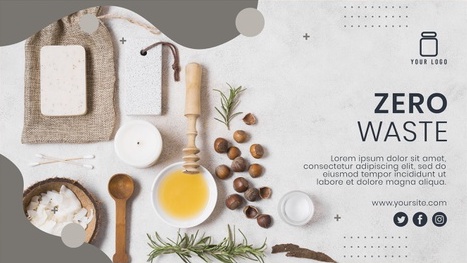 YOUR LOGO
ZERO
WASTE
Lorem ipsum dolor sit amet,
consectetur adipiscing elit, sed do
eiusmod tempor incididunt ut
labore et dolore magna aliqua.
www.yoursite.com